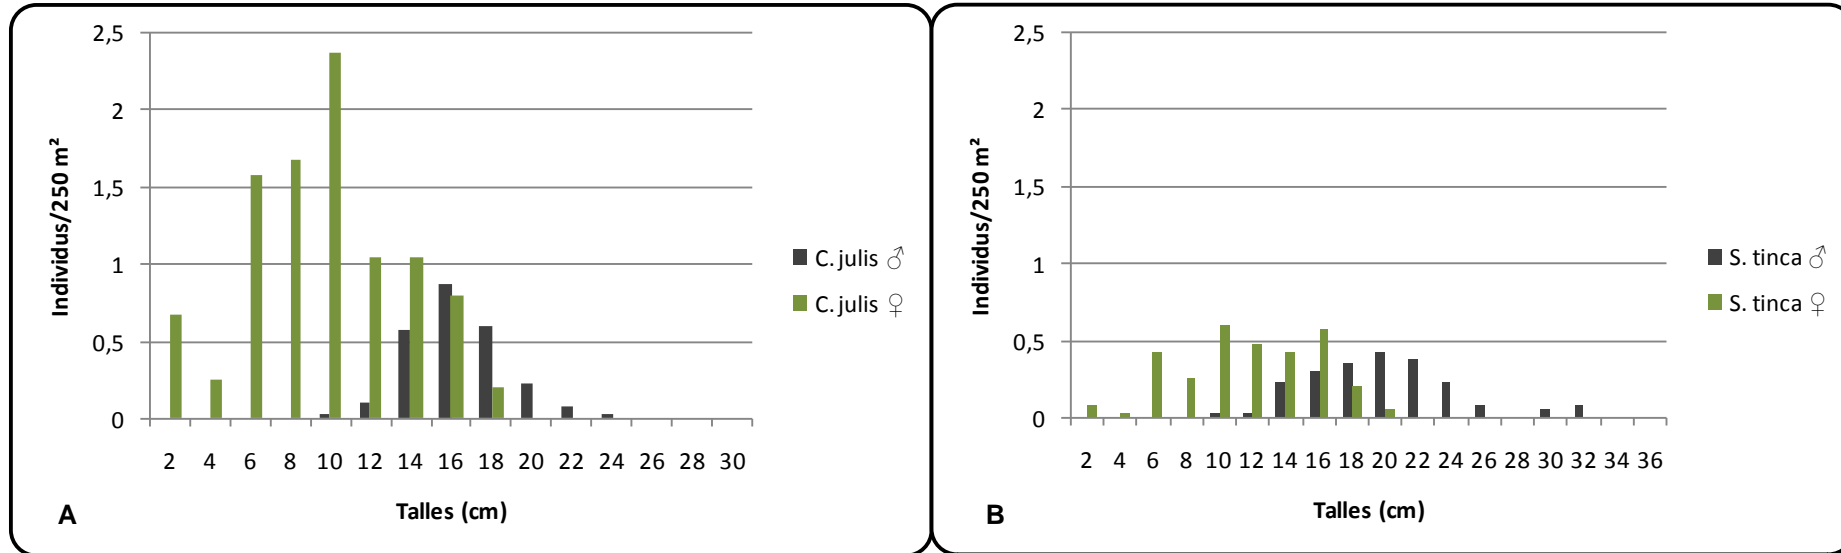 2,5
2
1,5
1
0,5
0
Individus/250 m²
2 4 6 8 10 12 14 16 18 20 22 24 26 28 30
Talles (cm)
C. julis ♂
C. julis ♀
A
2,5
2
1,5
1
0,5
0
Individus/250 m²
2 4 6 8 10 12 14 16 18 20 22 24 26 28 30 32 34 36
Talles (cm)
S. tinca ♂
S. tinca ♀
B